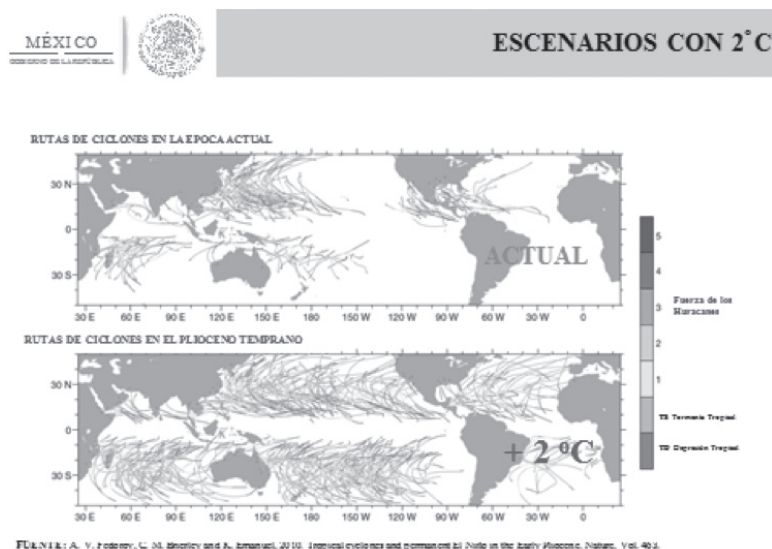 MÉXICO
GOBIERNO DE LA REPÚBLICA
ESCENARIOS CON 2°C
RUTAS DE CICLONES EN LA EPOCA ACTUAL
30 N
0
30 S
ACTUAL
30 E 60 E 90 E 120 E 150 E 180 150 W 120 W 90 W 60 W 30 W 0
RUTAS DE CICLONES EN EL PLIOCENO TEMPRANO
30 N
0
30 S
+ 2 °C
30 E 60 E 90 E 120 E 150 E 180 150 W 120 W 90 W 60 W 30 W 0
5
4
3
2
1
Fuerza de los
Huracanes
TS Tormenta Tropical
TD Depresión Tropical
FUENTE: A. V. Fedorov, C. M. Brierley and K. Emanuel, 2010. Tropical cyclones and permanent El Niño in the Early Pliocene. Nature, Vol. 463.